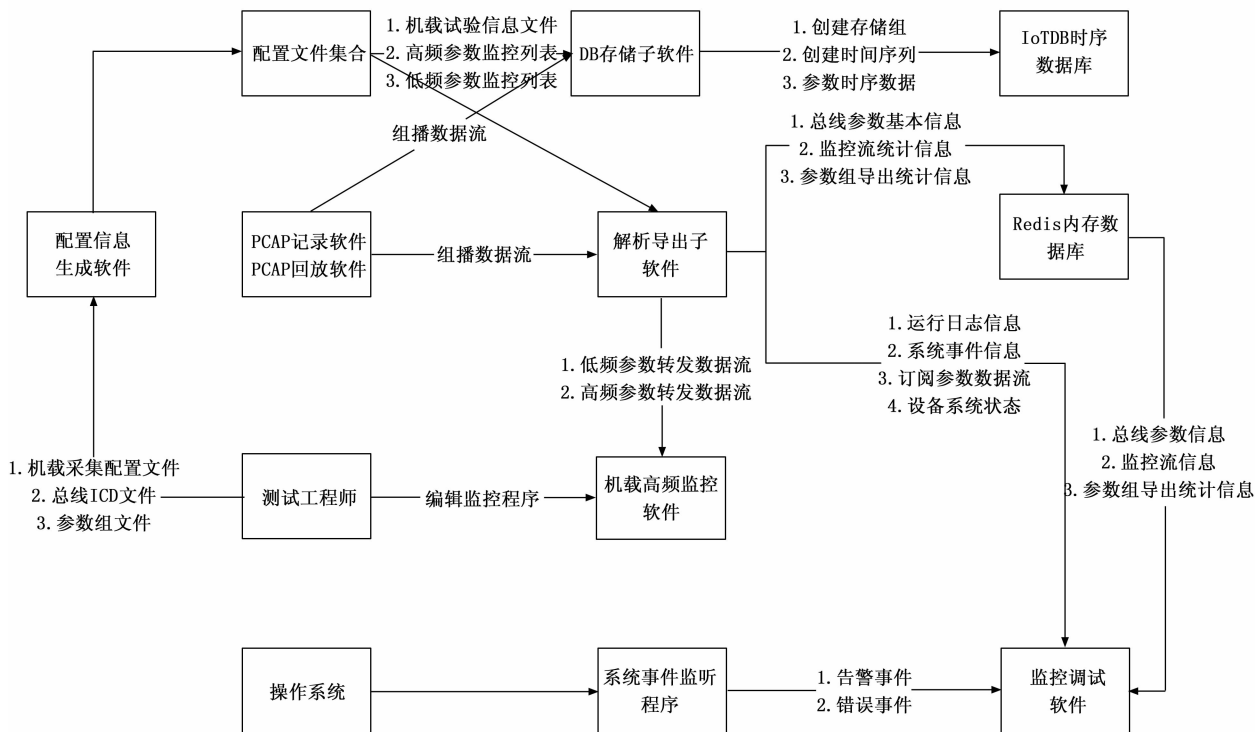 配置文件集合
1.机载试验信息文件
2.高频参数监控列表
3.低频参数监控列表
DB存储子软件
1.创建存储组
2.创建时间序列
3.参数时序数据
IoTDB时序
数据库
组播数据流
1.总线参数基本信息
2.监控流统计信息
3.参数组导出统计信息
配置信息
生成软件
PCAP记录软件
PCAP回放软件
组播数据流
解析导出子
软件
Redis内存数
据库
1.运行日志信息
2.系统事件信息
3.订阅参数数据流
4.设备系统状态
1.低频参数转发数据流
2.高频参数转发数据流
1.总线参数信息
2.监控流信息
3.参数组导出统计信息
1.机载采集配置文件
2.总线ICD文件
3.参数组文件
测试工程师
编辑监控程序
机载高频监控
软件
操作系统
系统事件监听
程序
1.告警事件
2.错误事件
监控调试
软件